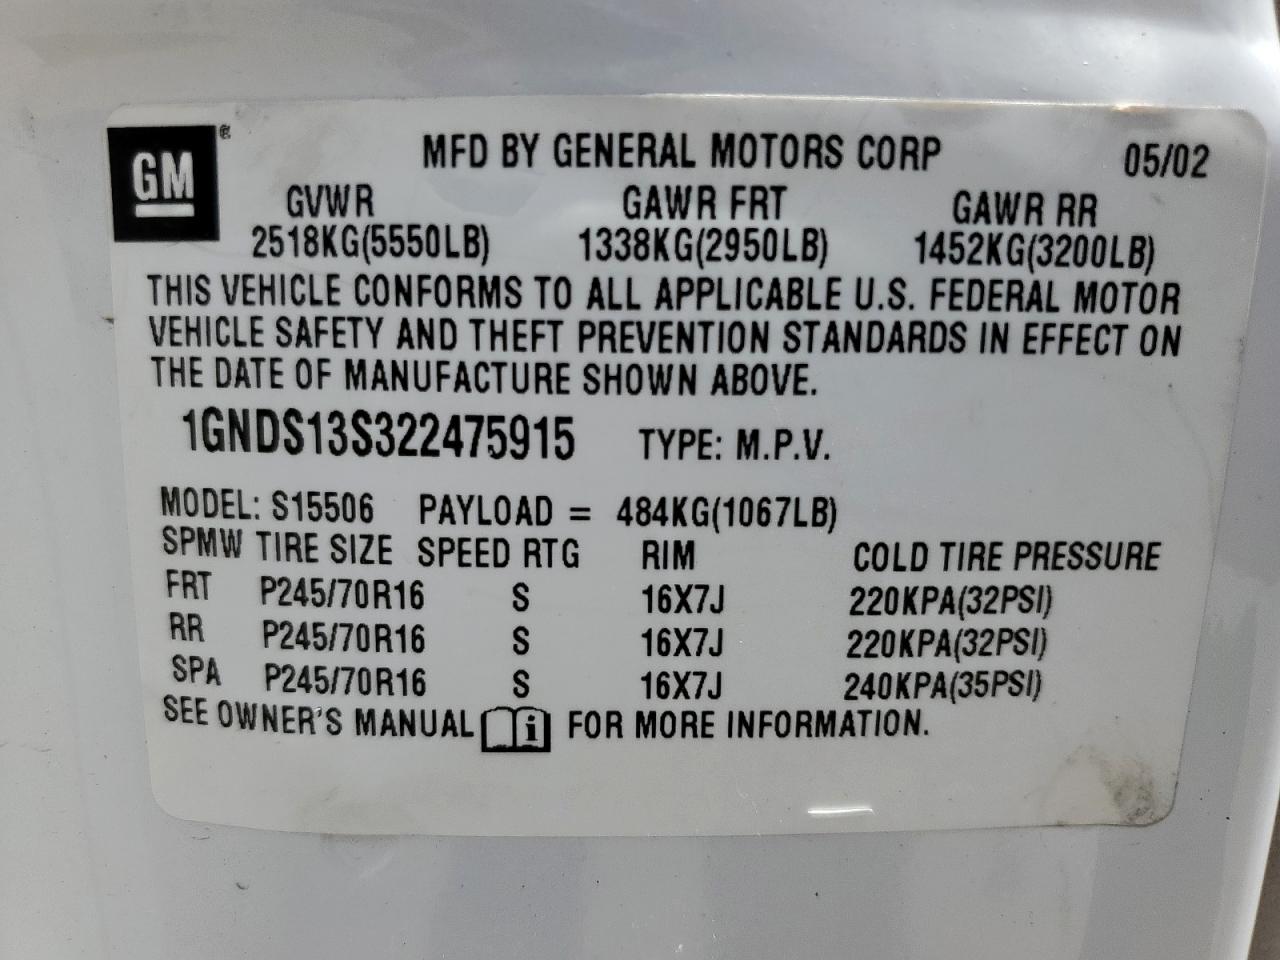 GM®
MFD BY GENERAL MOTORS CORP 05/02
GVWR GAWR FRT GAWR RR
2518KG(5550LB) 1338KG(2950LB) 1452KG(3200LB)
THIS VEHICLE CONFORMS TO ALL APPLICABLE U.S. FEDERAL MOTOR
VEHICLE SAFETY AND THEFT PREVENTION STANDARDS IN EFFECT ON
THE DATE OF MANUFACTURE SHOWN ABOVE.
1GNDS13S322475915 TYPE: M.P.V.
MODEL: S15506 PAYLOAD = 484KG(1067LB)
SPMW TIRE SIZE SPEED RTG RIM COLD TIRE PRESSURE
FRT P245/70R16 S 16X7J 220KPA(32PSI)
RR P245/70R16 S 16X7J 220KPA(32PSI)
SPA P245/70R16 S 16X7J 240KPA(35PSI)
SEE OWNER'S MANUAL i FOR MORE INFORMATION.